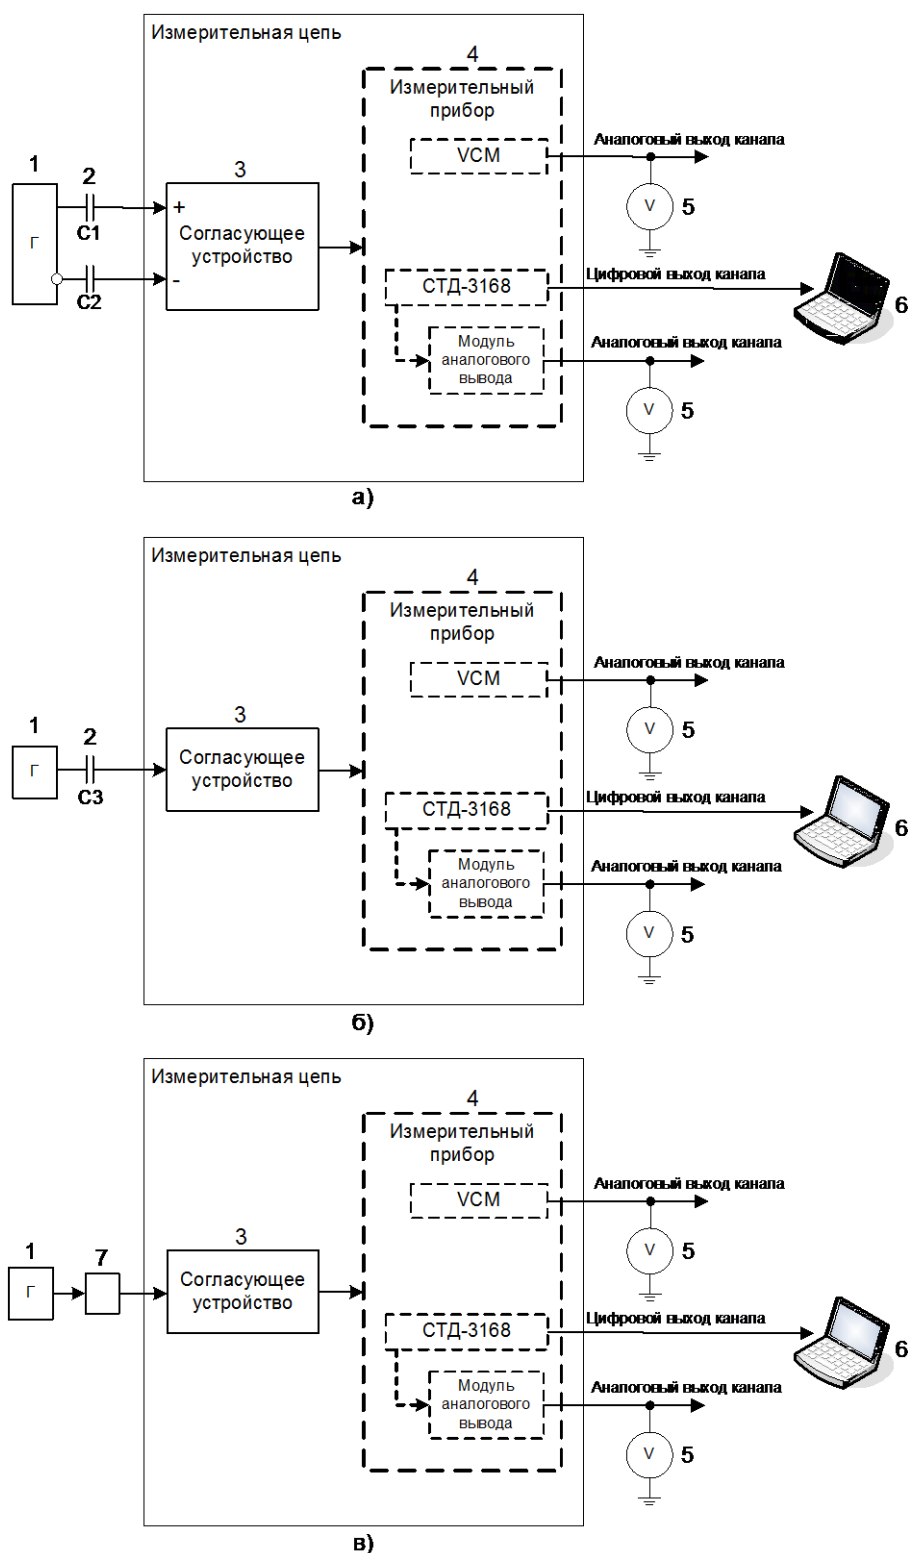 Измерительная цепь
4
Измерительный
прибор
VCM
Аналоговый выход канала
1
2
3
Г
C1
C2
+
-
Согласующее
устройство
V
5
СТД-3168
Цифровой выход канала
6
Модуль
аналогового
вывода
Аналоговый выход канала
V
5
а)
Измерительная цепь
4
Измерительный
прибор
VCM
Аналоговый выход канала
1
2
3
Г
C3
Согласующее
устройство
V
5
СТД-3168
Цифровой выход канала
6
Модуль
аналогового
вывода
Аналоговый выход канала
V
5
б)
Измерительная цепь
4
Измерительный
прибор
VCM
Аналоговый выход канала
1
7
3
Г
Согласующее
устройство
V
5
СТД-3168
Цифровой выход канала
6
Модуль
аналогового
вывода
Аналоговый выход канала
V
5
в)